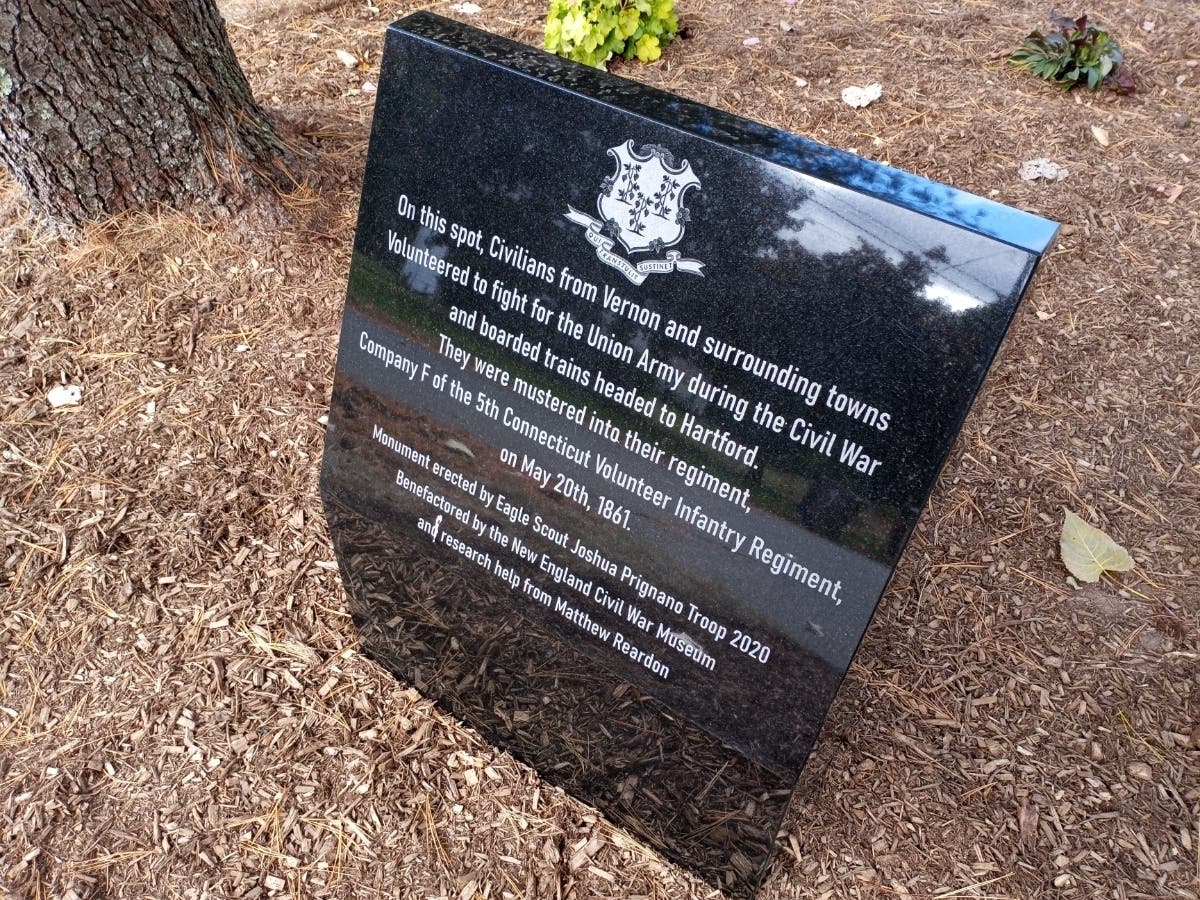 QUI TRANSTULIT SUSTINET
On this spot, Civilians from Vernon and surrounding towns
Volunteered to fight for the Union Army during the Civil War
and boarded trains headed to Hartford.
They were mustered into their regiment,
Company F of the 5th Connecticut Volunteer Infantry Regiment,
on May 20th, 1861.
Monument erected by Eagle Scout Joshua Prignano Troop 2020
Benefactored by the New England Civil War Museum
and research help from Matthew Reardon